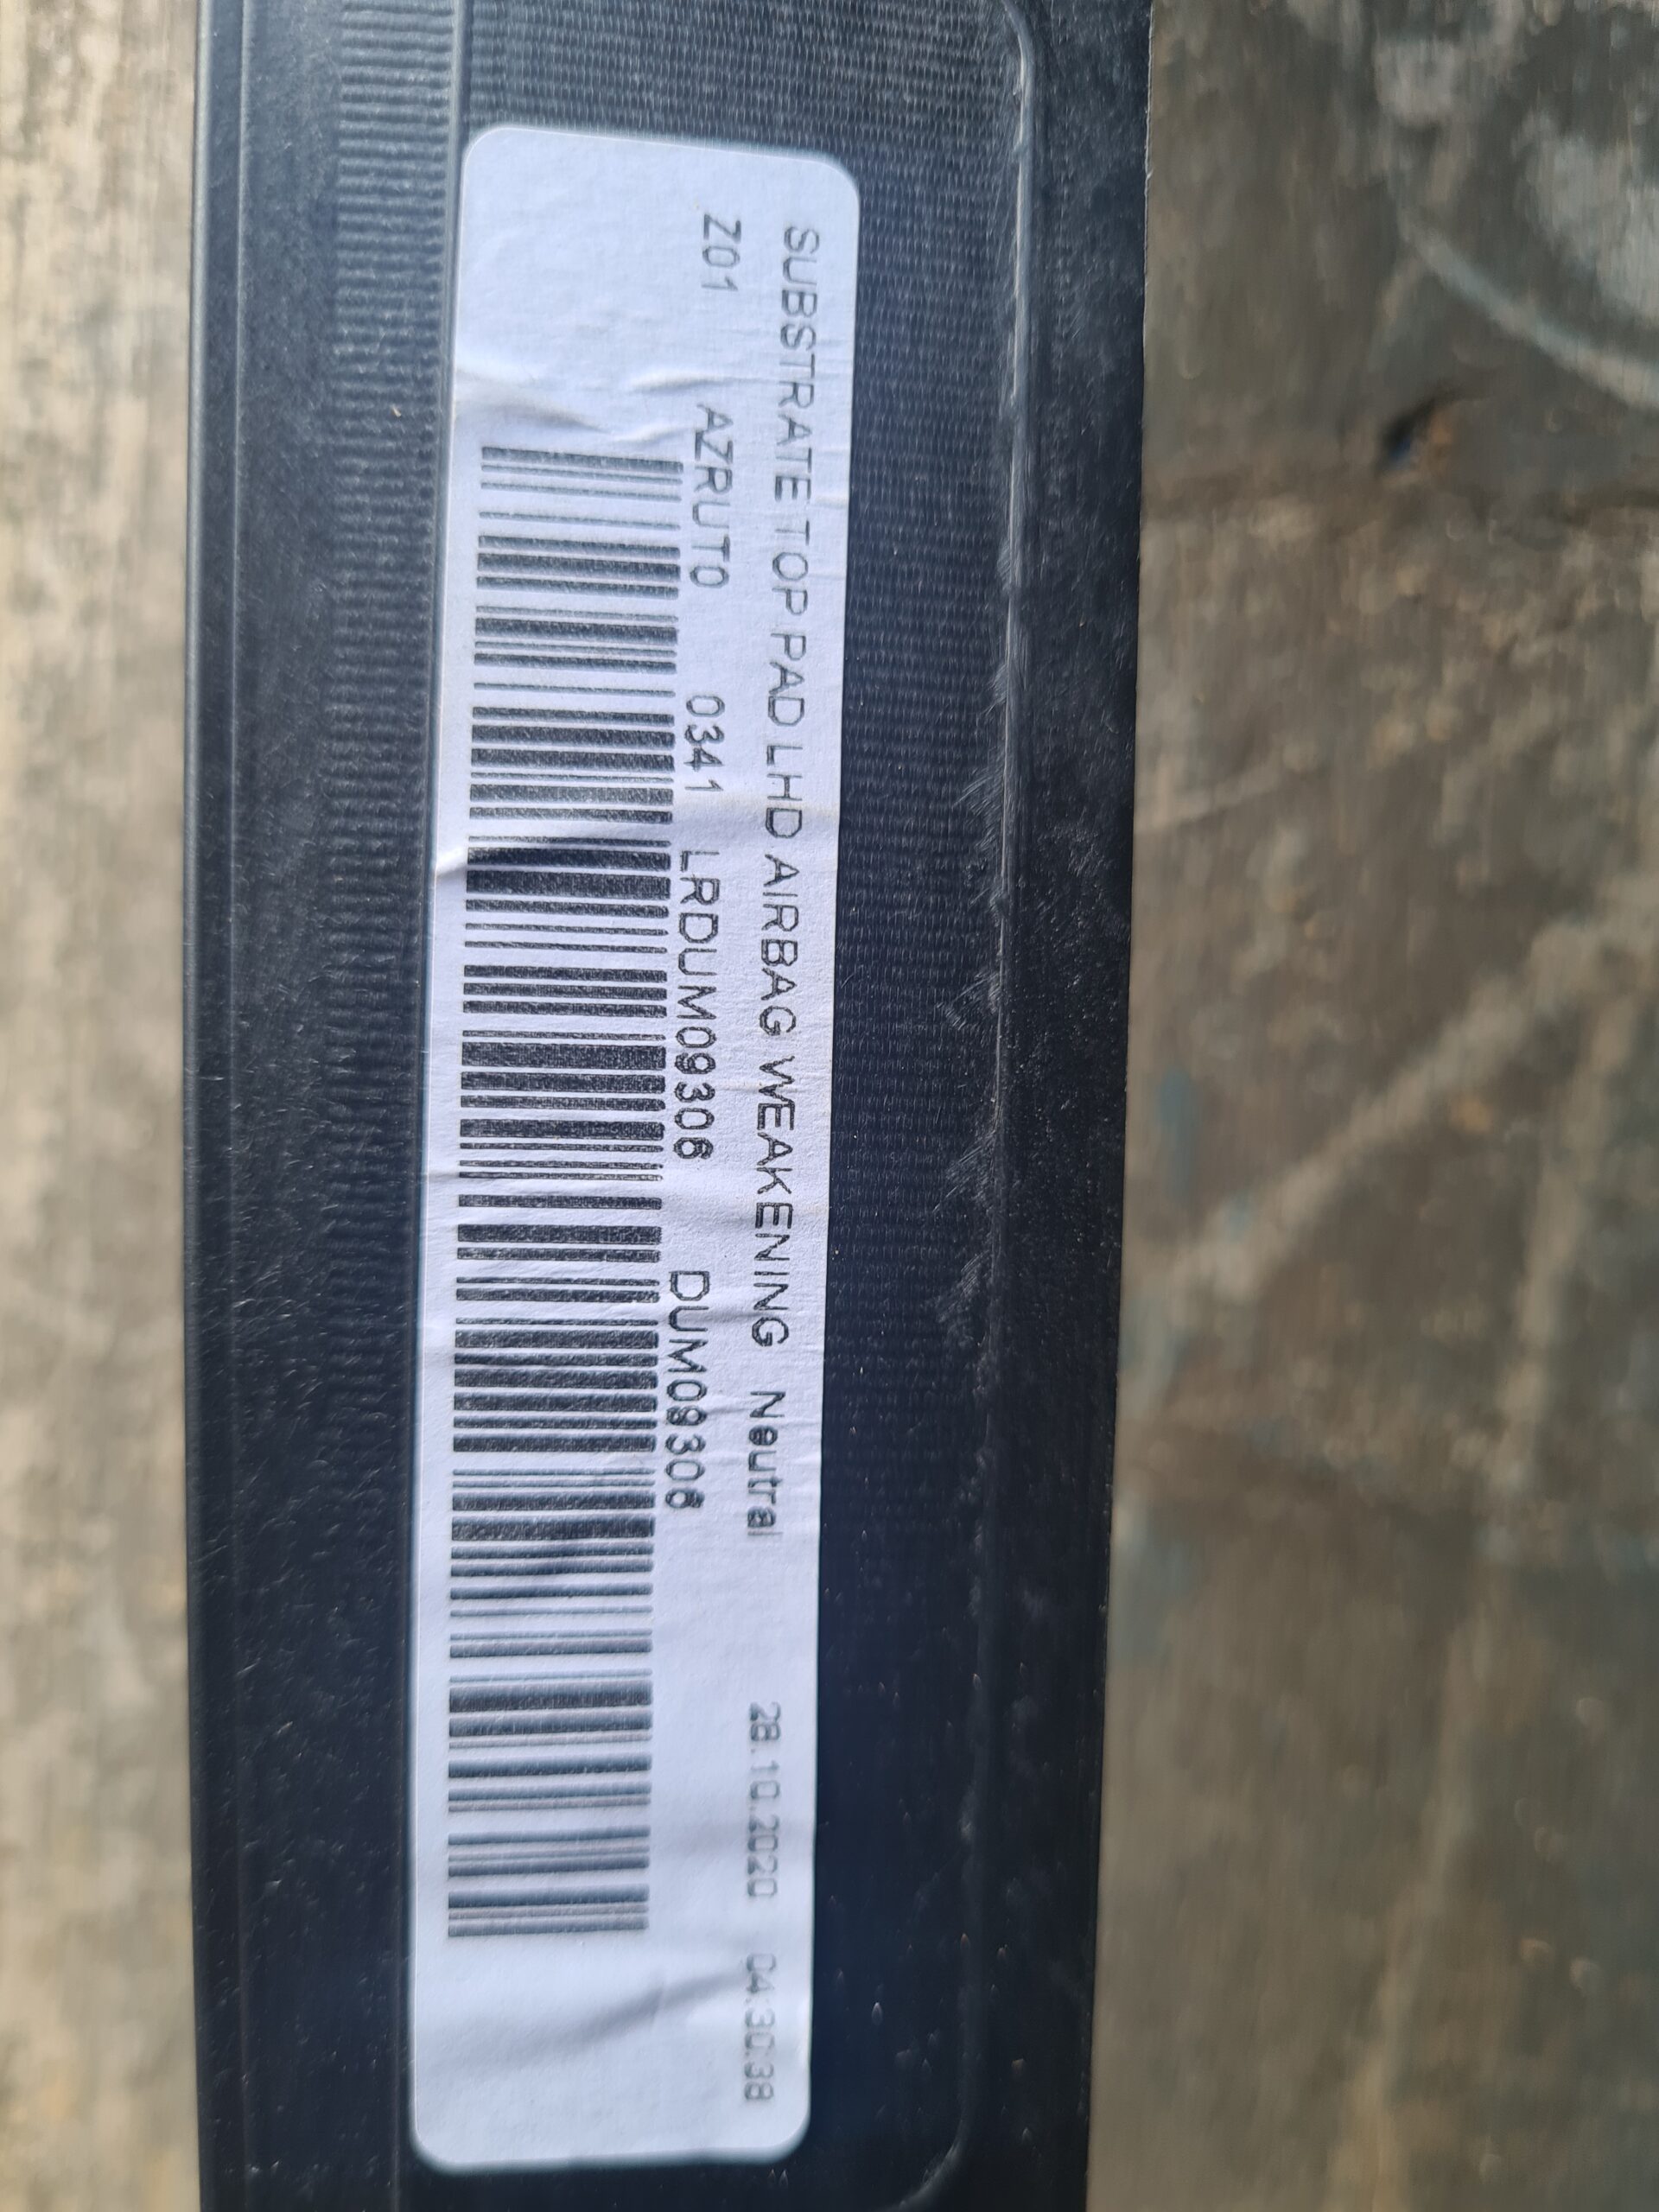 SUBSTRATE TOP PAD LHD AIRBAG WEAKENING Neutral 28.10.2020 04:30:38
Z01 AZRUT0 0341 LRDUM09306 DUM09306